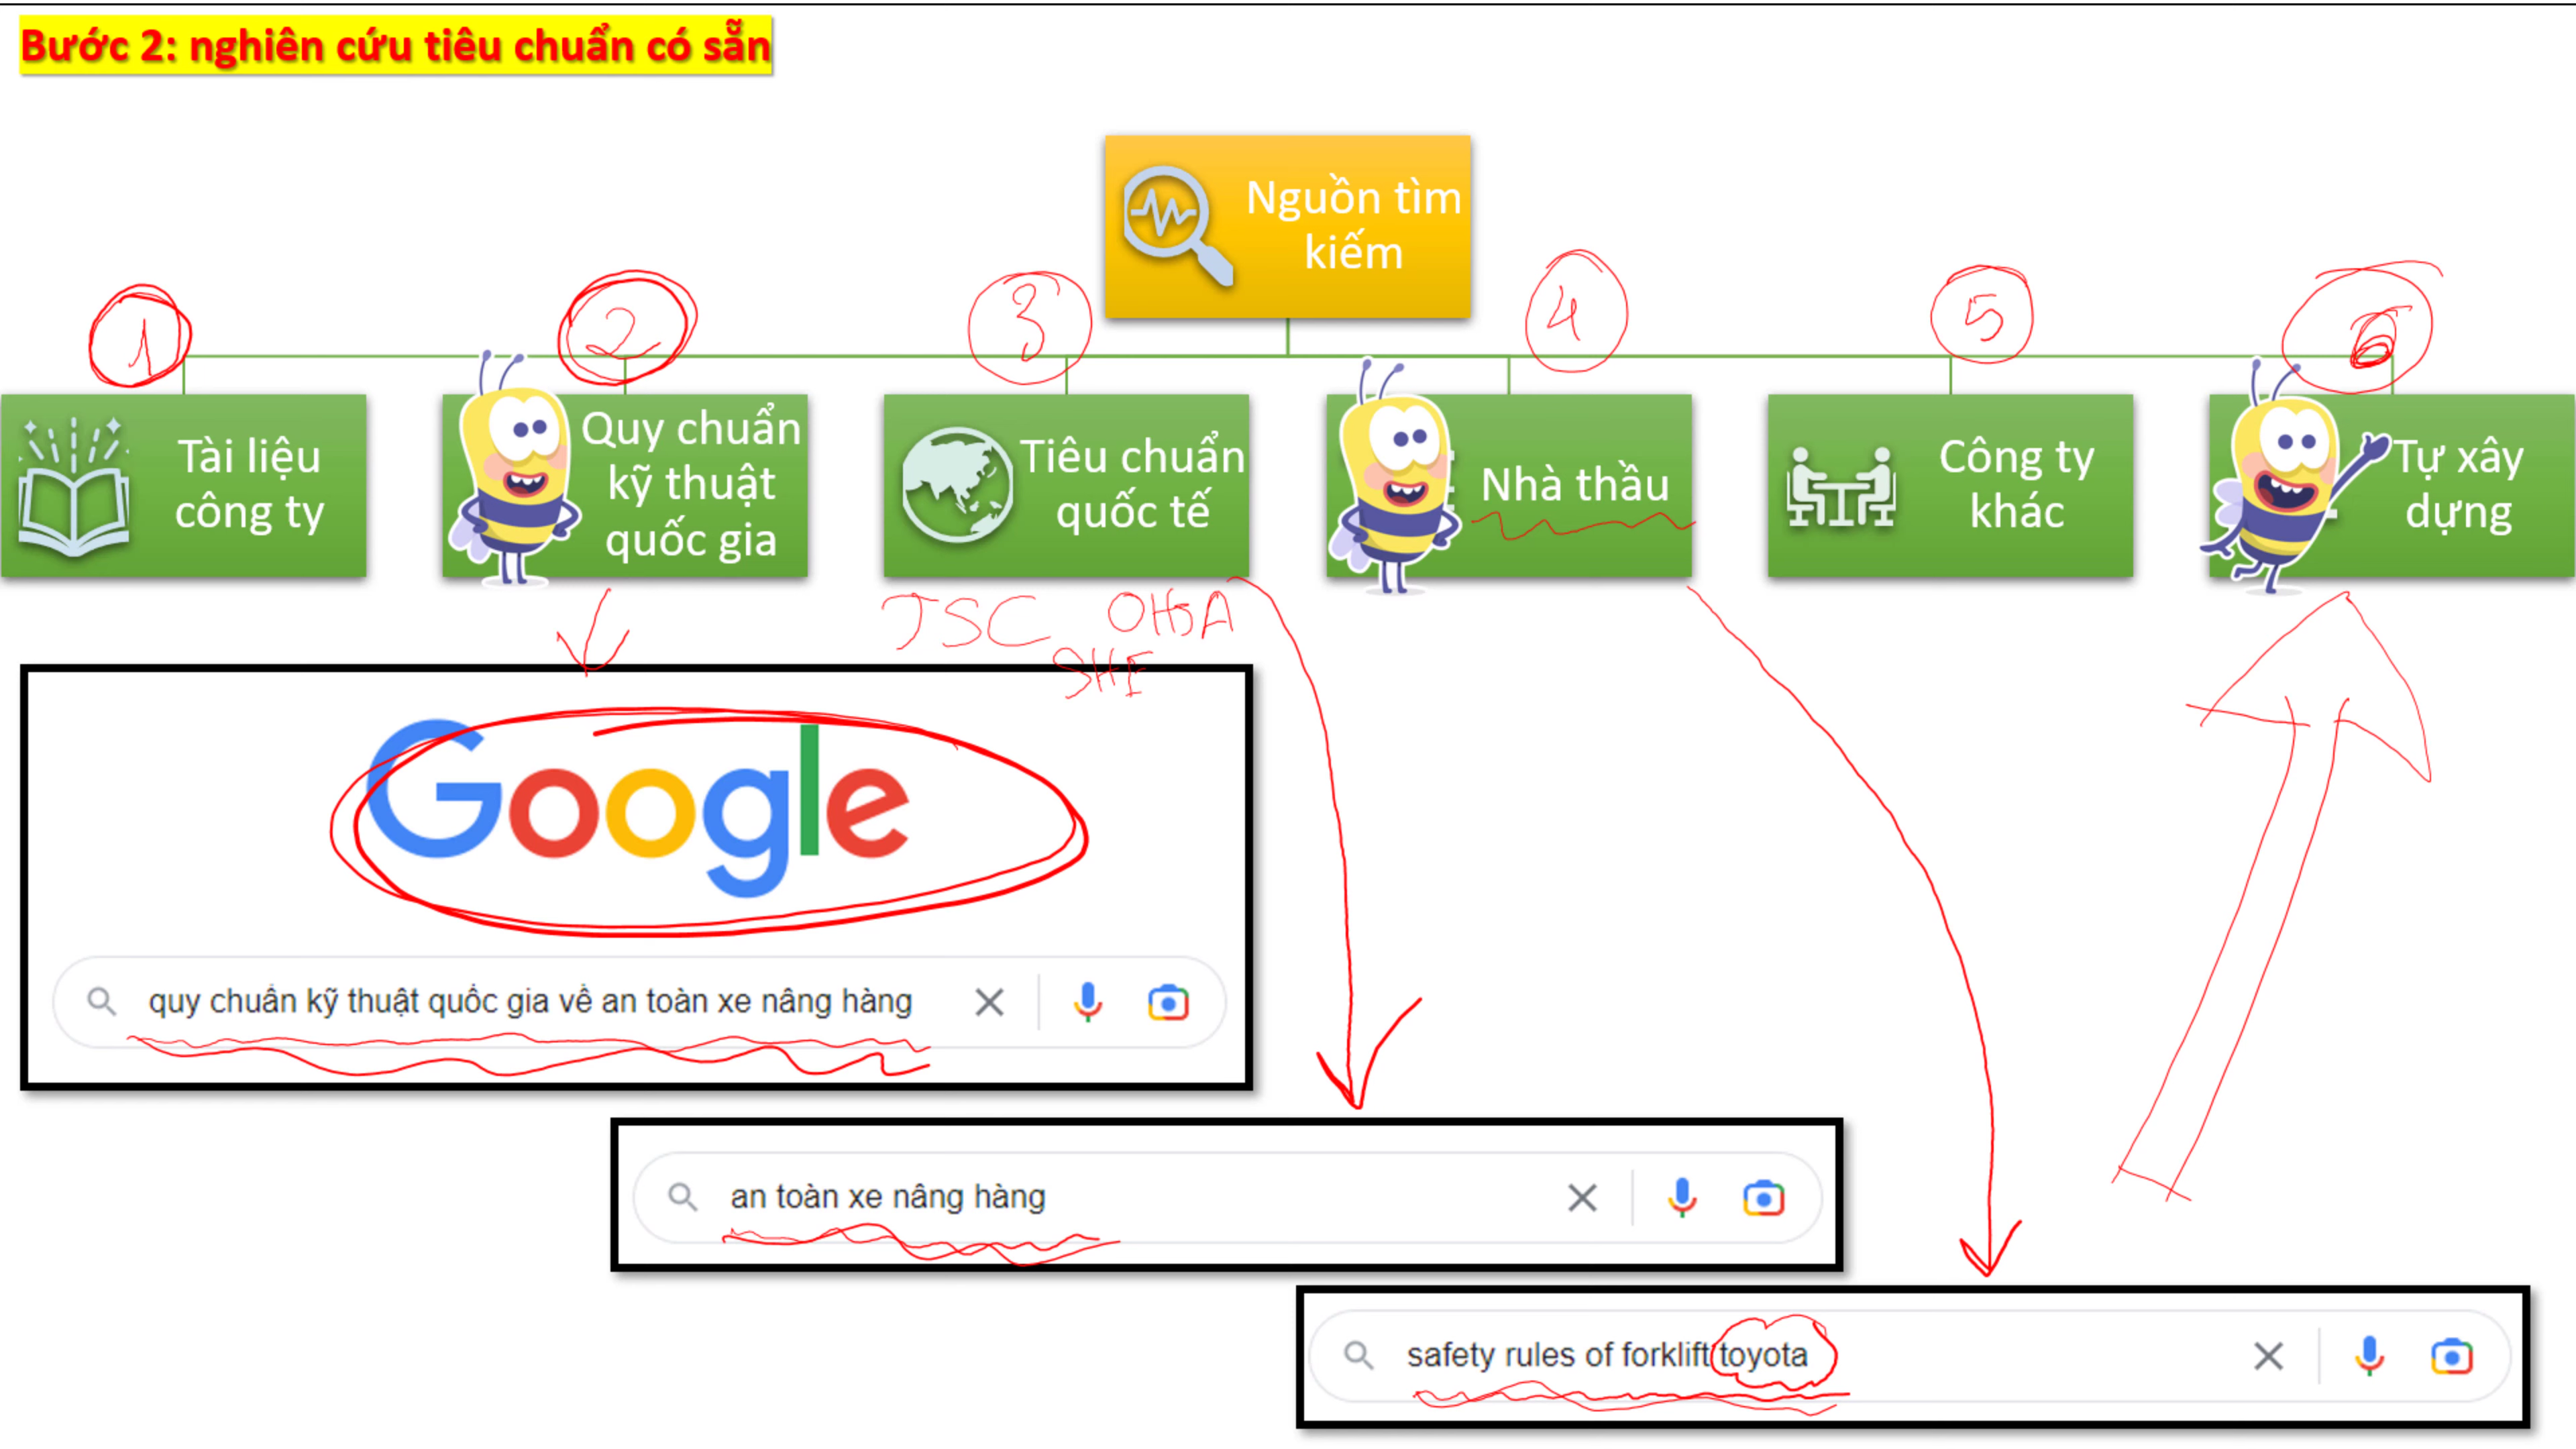 Bước 2: nghiên cứu tiêu chuẩn có sẵn
Nguồn tìm
kiếm
1
2
3
4
5
6
Tài liệu
công ty
Quy chuẩn
kỹ thuật
quốc gia
Tiêu chuẩn
quốc tế
Nhà thầu
Công ty
khác
Tự xây
dựng
JSC OHSA
SHE
Google
quy chuẩn kỹ thuật quốc gia về an toàn xe nâng hàng
an toàn xe nâng hàng
safety rules of forklift toyota